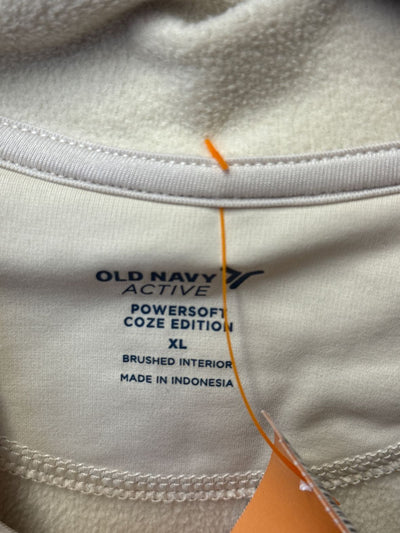 OLD NAVY
ACTIVE
POWERSOFT
COZE EDITION
XL
BRUSHED INTERIOR
MADE IN INDONESIA